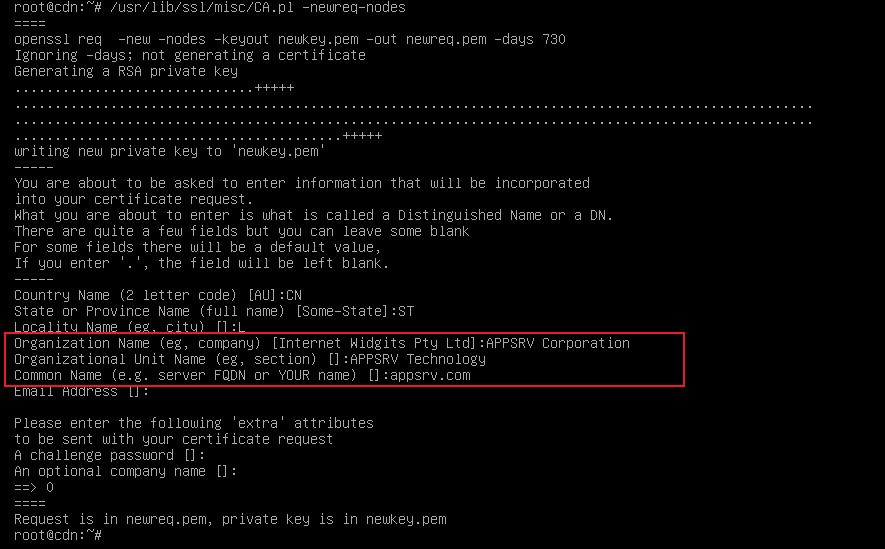 root@cdn:~# /usr/lib/ssl/misc/CA.pl -newreq-nodes
====
openssl req  -new -nodes -keyout newkey.pem -out newreq.pem -days 730
Ignoring -days; not generating a certificate
Generating a RSA private key
..............................+++++
....................................................................................................
....................................................................................................
.........................................+++++
writing new private key to 'newkey.pem'
-----
You are about to be asked to enter information that will be incorporated
into your certificate request.
What you are about to enter is what is called a Distinguished Name or a DN.
There are quite a few fields but you can leave some blank
For some fields there will be a default value,
If you enter '.', the field will be left blank.
-----
Country Name (2 letter code) [AU]:CN
State or Province Name (full name) [Some-State]:ST
Locality Name (eg, city) []:L
Organization Name (eg, company) [Internet Widgits Pty Ltd]:APPSRV Corporation
Organizational Unit Name (eg, section) []:APPSRV Technology
Common Name (e.g. server FQDN or YOUR name) []:appsrv.com
Email Address []:

Please enter the following 'extra' attributes
to be sent with your certificate request
A challenge password []:
An optional company name []:
==> 0
====
Request is in newreq.pem, private key is in newkey.pem
root@cdn:~#